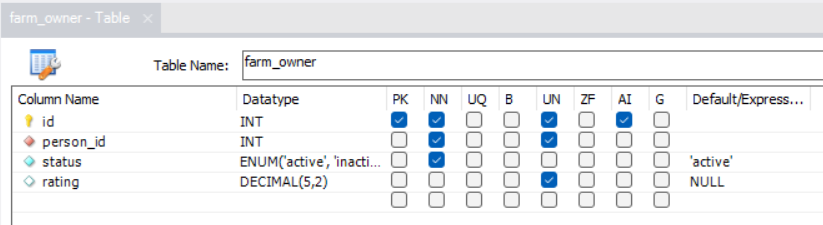 farm_owner - Table ×
Table Name: farm_owner
Column Name Datatype PK NN UQ B UN ZF AI G Default/Express...
id INT
person_id INT
status ENUM('active', 'inacti... 'active'
rating DECIMAL(5,2) NULL